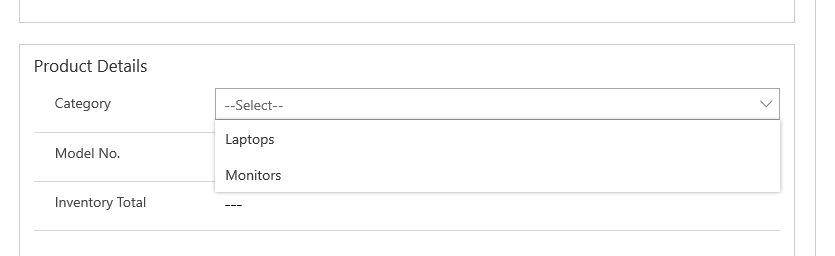 Product Details
Category
--Select--
Laptops
Model No.
Monitors
Inventory Total
---